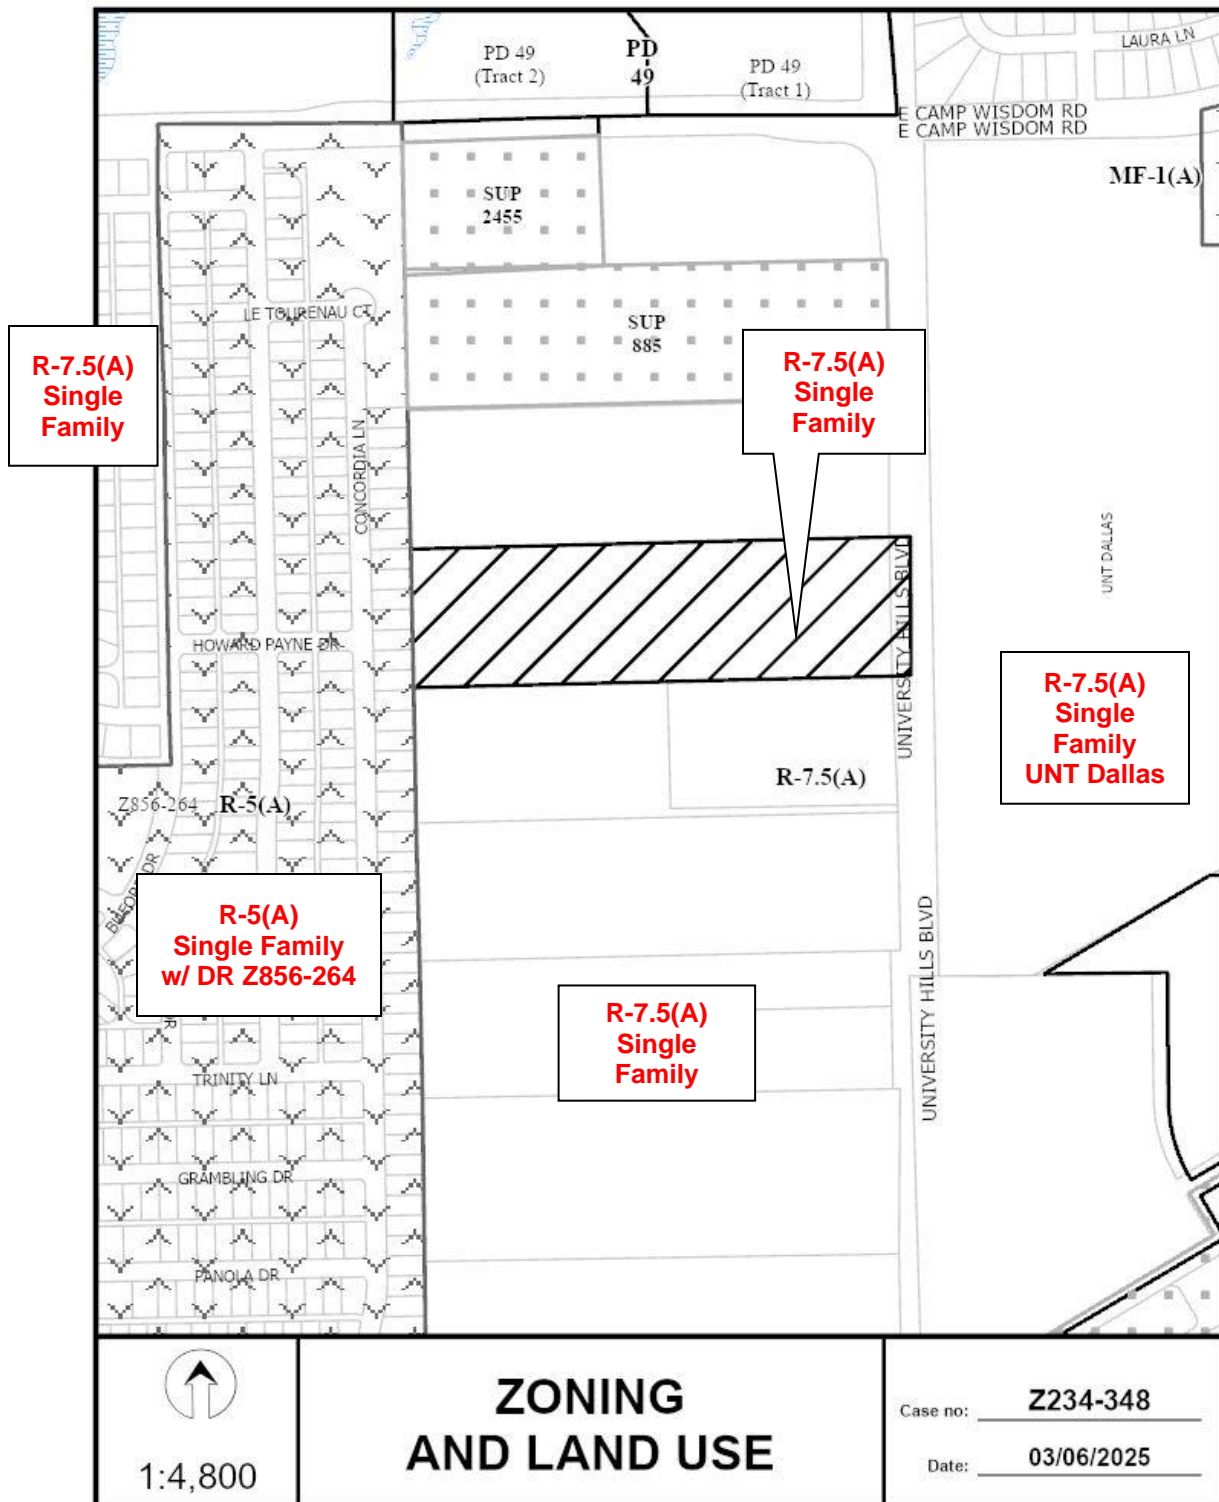 PD 49
(Tract 2)
PD
49
PD 49
(Tract 1)
LAURA LN
E CAMP WISDOM RD
E CAMP WISDOM RD
MF-1(A)
SUP
2455
LE TOURENAU CT
SUP
885
R-7.5(A)
Single
Family
R-7.5(A)
Single
Family
CONCORDIA LN
UNT DALLAS
HOWARD PAYNE DR
UNIVERSITY HILLS BLVD
R-7.5(A)
Single
Family
UNT Dallas
R-7.5(A)
Z856-264
R-5(A)
DR
R-5(A)
Single Family
w/ DR Z856-264
UNIVERSITY HILLS BLVD
R-7.5(A)
Single
Family
TRINITY LN
GRAMBLING DR
PANOLA DR
1:4,800
ZONING
AND LAND USE
Case no: Z234-348
Date: 03/06/2025